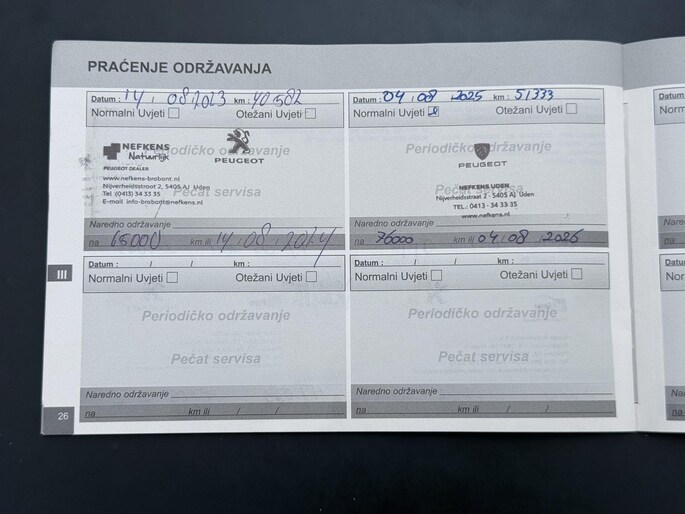 PRAĆENJE ODRŽAVANJA
Datum : 14 / 08 / 2023 km : 40582
Normalni Uvjeti Otežani Uvjeti
NEFKENS
Natuurlijk
PEUGEOT DEALER
PEUGEOT
Periodičko održavanje
www.nefkens-brabant.nl
Nijverheidsstraat 2, 5405 AJ Uden
Tel (0413) 34 33 35
E-mail info-brabant@nefkens.nl
Pečat servisa
Naredno održavanje
na 65000 km ili 14 / 08 / 2024
Datum : 04 / 08 / 2025 km : 51333
Normalni Uvjeti Otežani Uvjeti
Periodičko održavanje
PEUGEOT
Pečat servisa
NEFKENS UDEN
Nijverheidsstraat 2 - 5405 AJ Uden
TEL.: 0413 - 34 33 35
www.nefkens.nl
Naredno održavanje
na 76000 km ili 04 / 08 / 2026
III
Datum : / / km :
Normalni Uvjeti Otežani Uvjeti
Periodičko održavanje
Pečat servisa
Naredno održavanje
na km ili / /
Datum : / / km :
Normalni Uvjeti Otežani Uvjeti
Periodičko održavanje
Pečat servisa
Naredno održavanje
na km ili / /
26